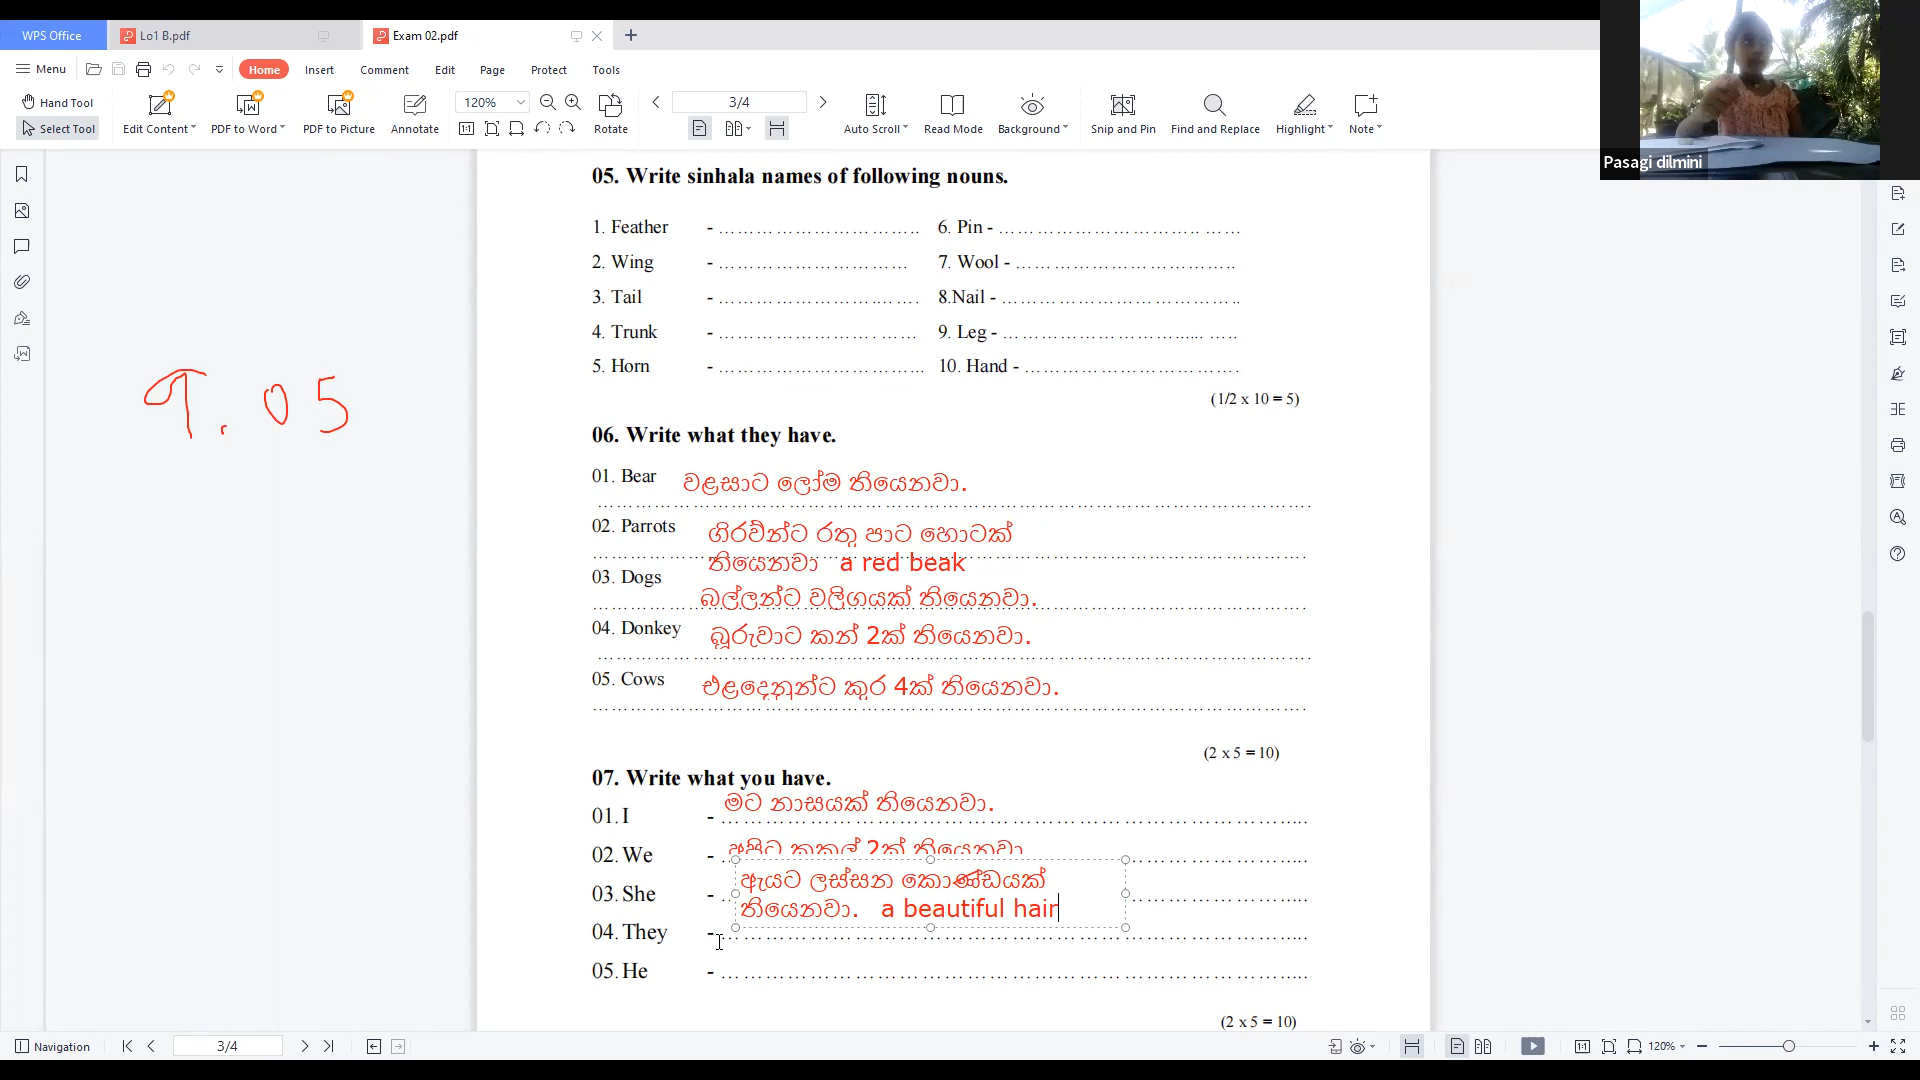 WPS Office
Lo1 B.pdf
Exam 02.pdf
Menu
Home
Insert
Comment
Edit
Page
Protect
Tools
Hand Tool
Select Tool
Edit Content
PDF to Word
PDF to Picture
Annotate
120%
Rotate
3/4
Auto Scroll
Read Mode
Background
Snip and Pin
Find and Replace
Highlight
Note
Pasagi dilmini
05. Write sinhala names of following nouns.
1. Feather - ……………………………. 6. Pin - ………………………….. ……
2. Wing - ………………………… 7. Wool - ……………………………..
3. Tail - …………………….……. 8.Nail - ………………………………..
4. Trunk - ……………………. …… 9. Leg - ………………………..... …..
5. Horn - …………………………... 10. Hand - …………………………….
(1/2 x 10 = 5)
9.05
06. Write what they have.
01. Bear වළසාට ලෝම තියෙනවා.
02. Parrots ගිරව්න්ට රතු පාට හොටක්
තියෙනවා a red beak
03. Dogs
බල්ලන්ට වලිගයක් තියෙනවා.
04. Donkey බූරුවාට කන් 2ක් තියෙනවා.
05. Cows එළදෙනුන්ට කුර 4ක් තියෙනවා.
(2 x 5 = 10)
07. Write what you have.
01. I - මට නාසයක් තියෙනවා.
02. We - අපිට කකුල් 2ක් තියෙනවා
03. She - ඇයට ලස්සන කොණ්ඩයක්
තියෙනවා. a beautiful hair
04. They - ……………………………………………………………………...
05. He - ……………………………………………………………………...
(2 x 5 = 10)
Navigation
3/4
120%